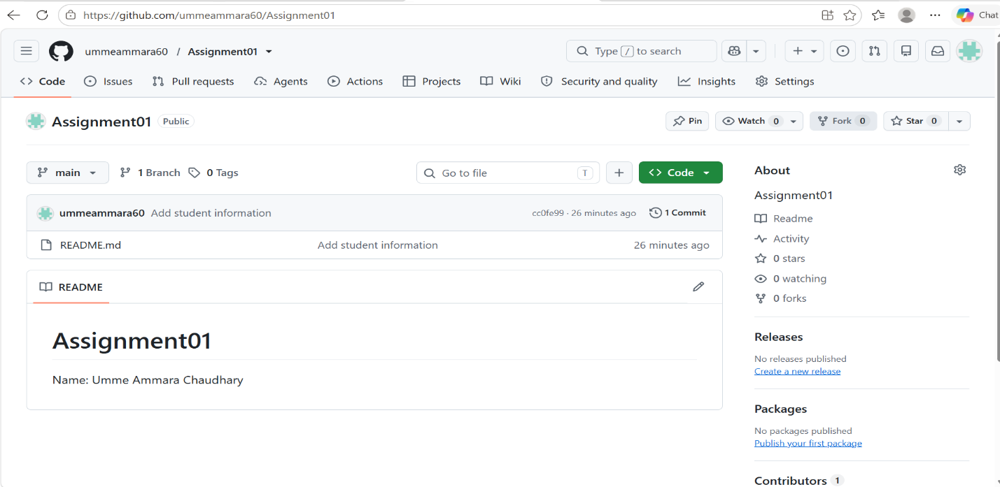 https://github.com/ummeammara60/Assignment01
Chat
ummeammara60 / Assignment01
Type / to search
Code Issues Pull requests Agents Actions Projects Wiki Security and quality Insights Settings
Assignment01 Public
Pin Watch 0 Fork 0 Star 0
main 1 Branch 0 Tags Go to file T + Code
ummeammara60 Add student information cc0fe99 · 26 minutes ago 1 Commit
README.md Add student information 26 minutes ago
README
Assignment01
Name: Umme Ammara Chaudhary
About
Assignment01
Readme
Activity
0 stars
0 watching
0 forks
Releases
No releases published
Create a new release
Packages
No packages published
Publish your first package
Contributors 1